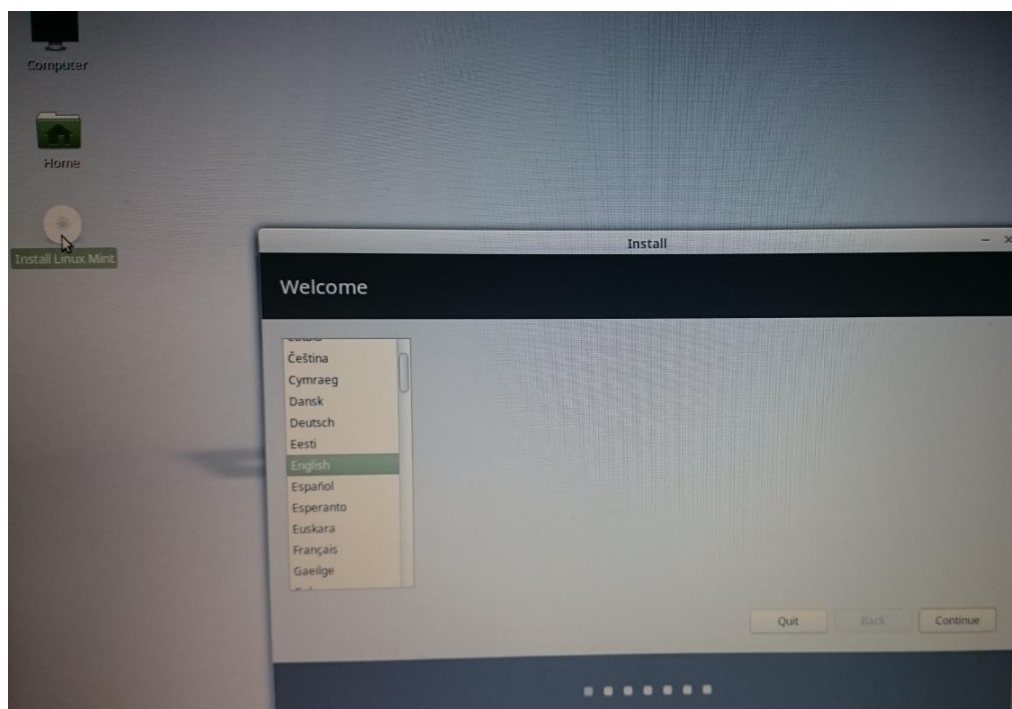 Computer
Home
Install Linux Mint
Install
Welcome
Čeština
Cymraeg
Dansk
Deutsch
Eesti
English
Español
Esperanto
Euskara
Français
Gaeilge
Quit
Back
Continue